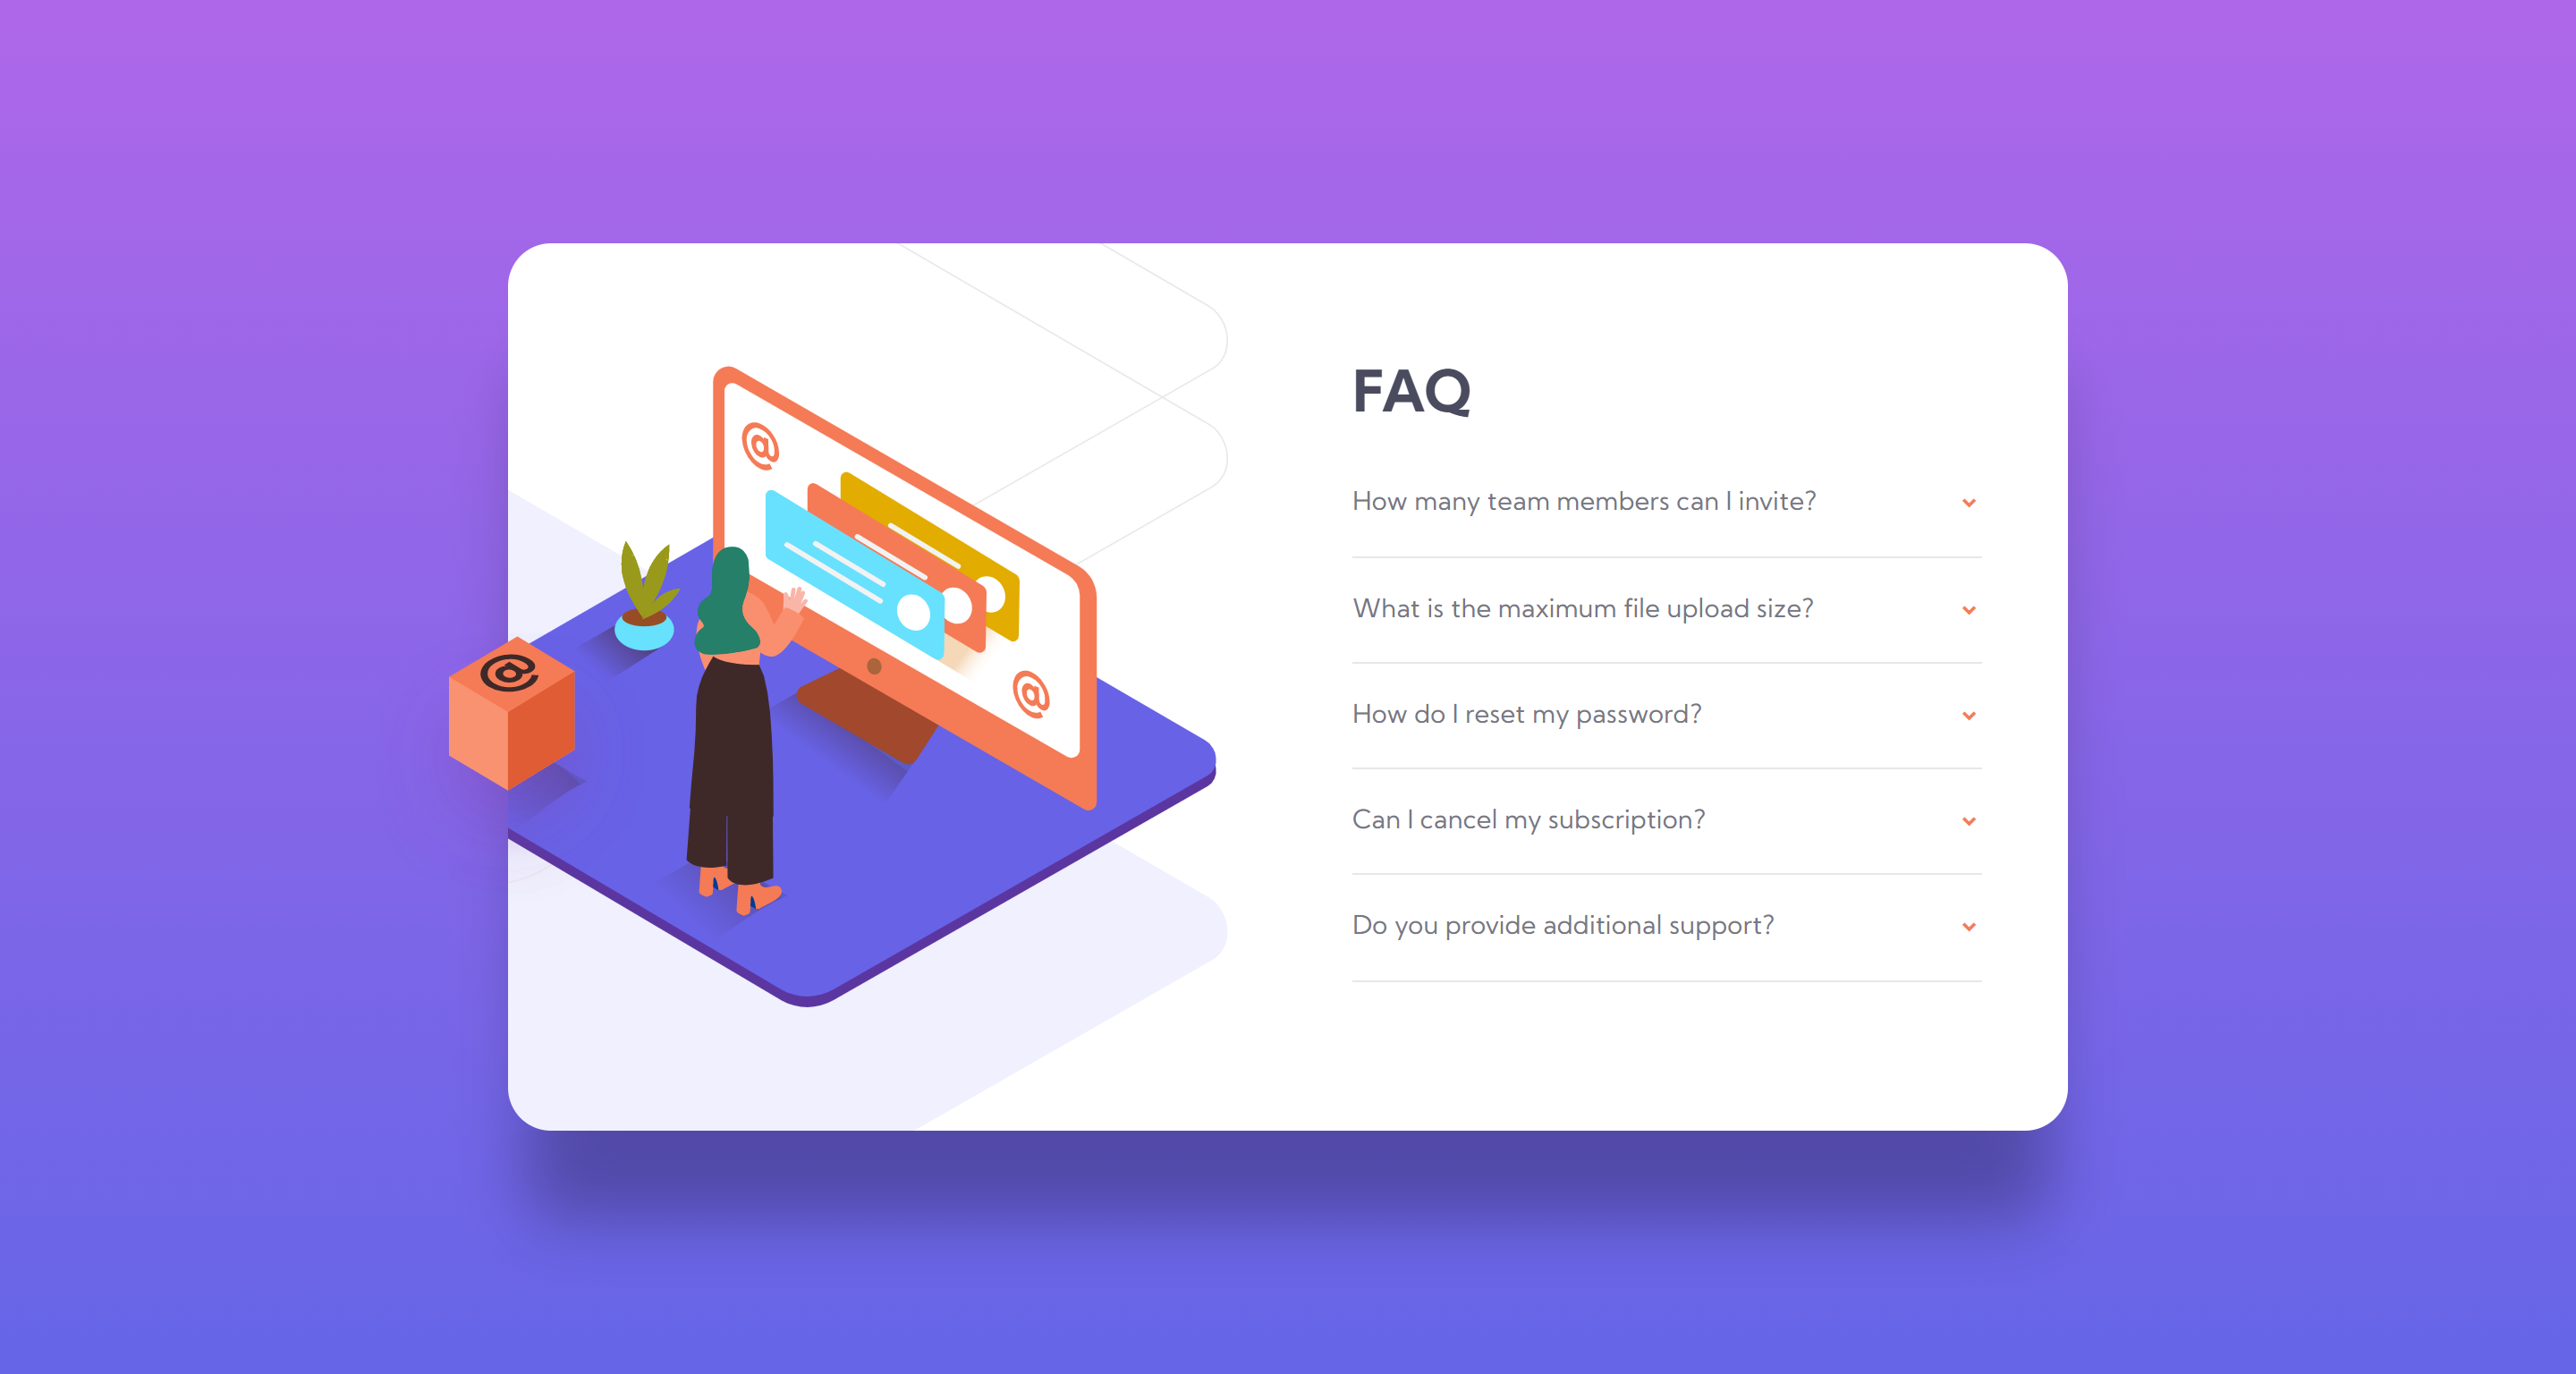 @
FAQ
How many team members can I invite?
What is the maximum file upload size?
@
@
How do I reset my password?
Can I cancel my subscription?
Do you provide additional support?